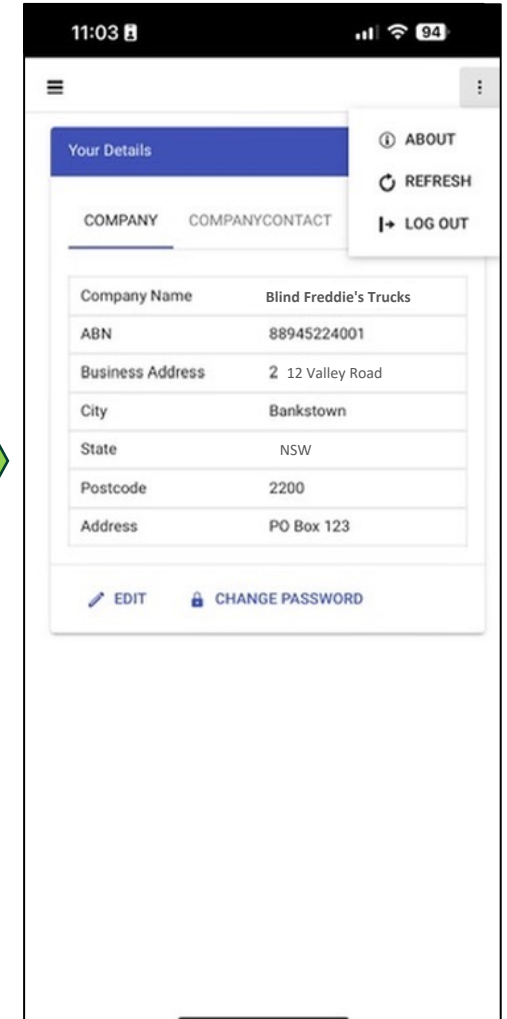 11:03 94
Your Details
ABOUT
REFRESH
LOG OUT
COMPANY COMPANYCONTACT
Company Name Blind Freddie's Trucks
ABN 88945224001
Business Address 2 12 Valley Road
City Bankstown
State NSW
Postcode 2200
Address PO Box 123
EDIT CHANGE PASSWORD